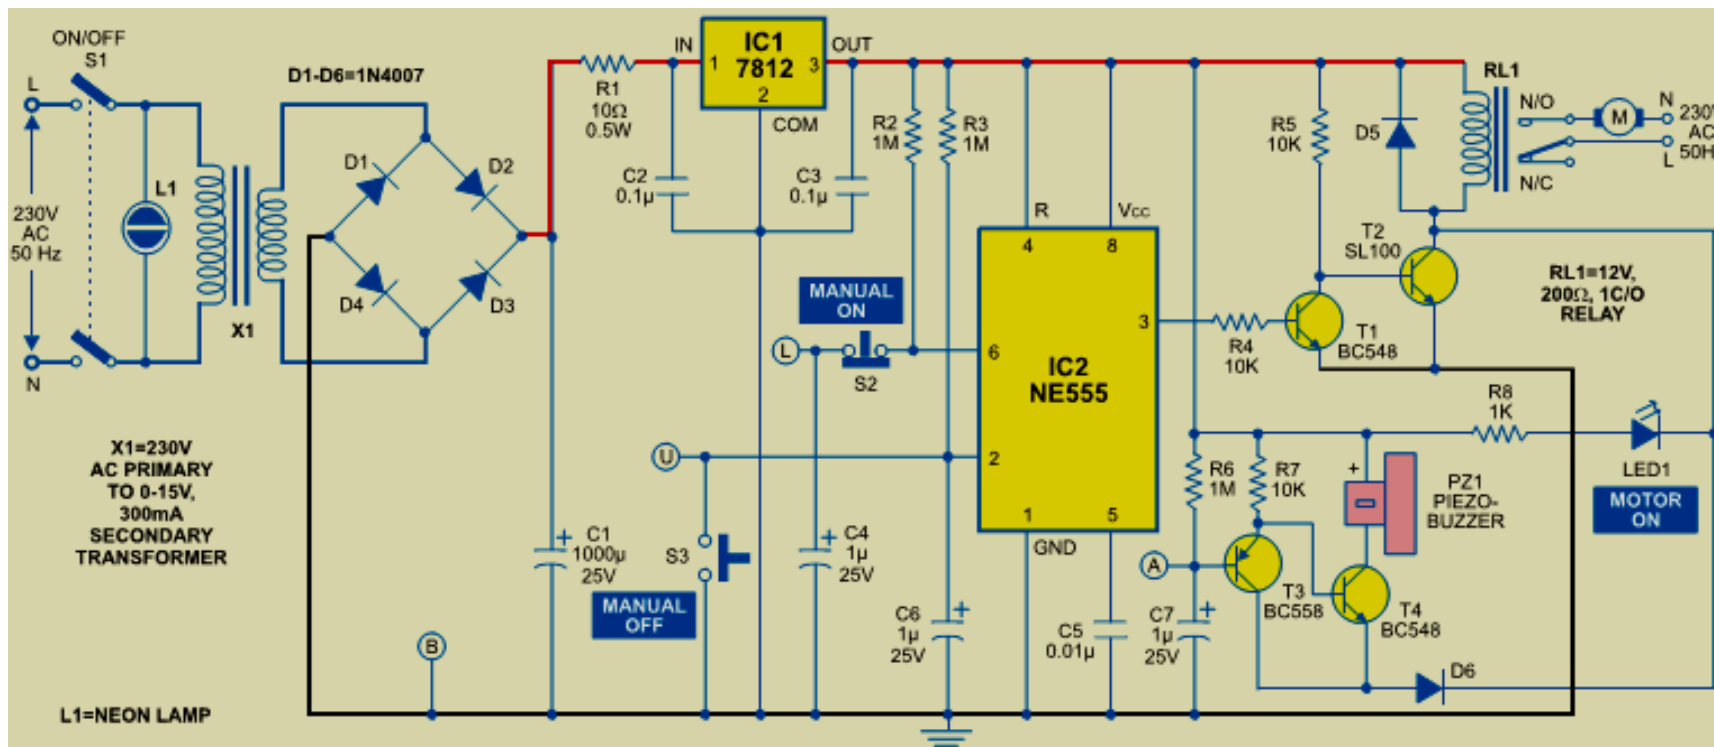 ON/OFF
S1
L
230V
AC
50 Hz
N
L1
X1
D1-D6=1N4007
D1
D2
D3
D4
R1
10Ω
0.5W
IN
IC1
7812
1
3
2
OUT
COM
C2
0.1µ
C3
0.1µ
R2
1M
R3
1M
R
VCC
4
8
6
2
3
1
5
IC2
NE555
GND
MANUAL
ON
L
S2
U
S3
MANUAL
OFF
C1
1000µ
25V
+
C4
1µ
25V
+
C6
1µ
25V
+
C5
0.01µ
C7
1µ
25V
+
B
R5
10K
D5
RL1
N/O
N/C
M
N
230V
AC
50H
L
T2
SL100
RL1=12V,
200Ω, 1C/O
RELAY
R4
10K
T1
BC548
R8
1K
LED1
MOTOR
ON
R6
1M
R7
10K
+
PZ1
PIEZO-
BUZZER
A
T3
BC558
T4
BC548
D6
X1=230V
AC PRIMARY
TO 0-15V,
300mA
SECONDARY
TRANSFORMER
L1=NEON LAMP